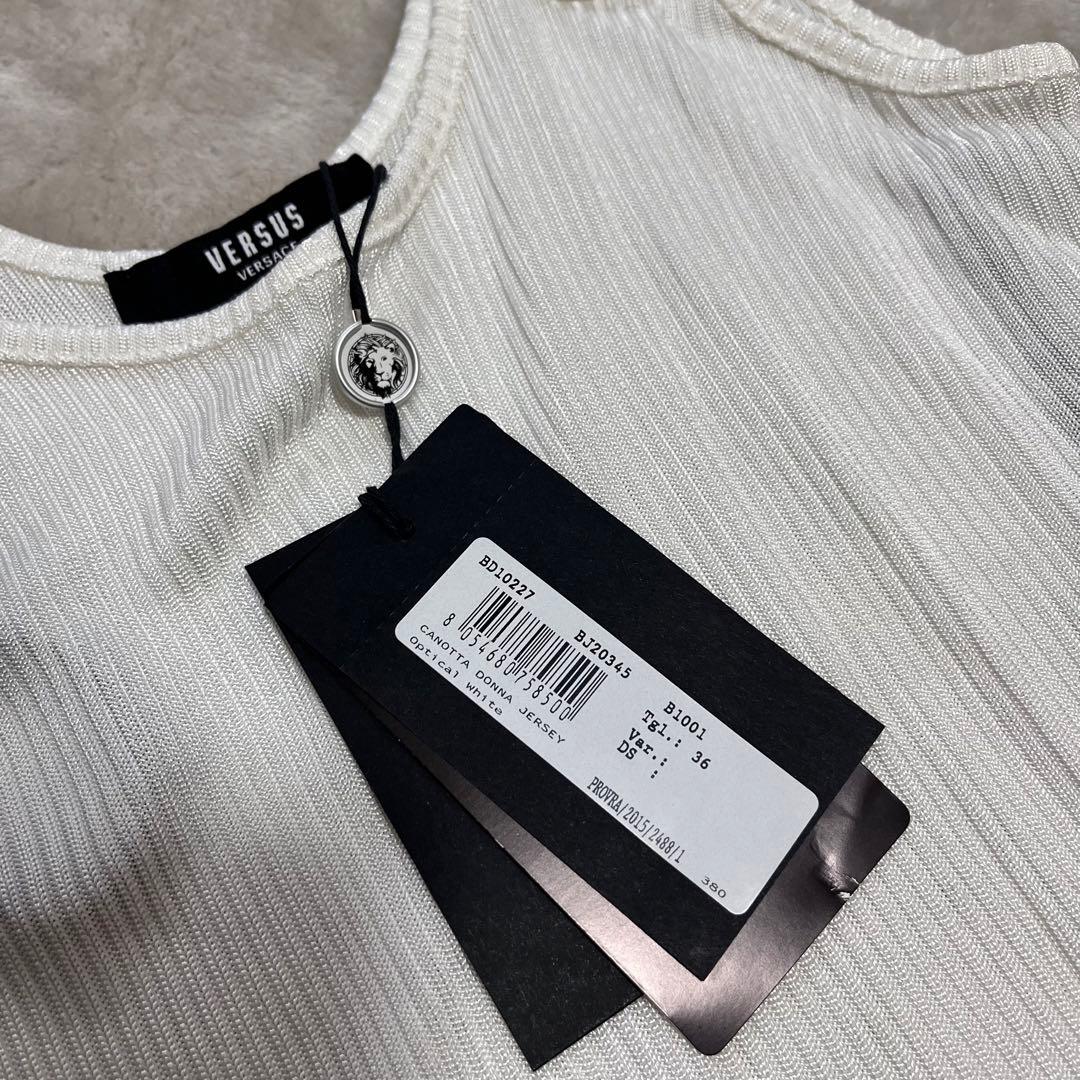 VERSUS
VERSACE
BD10227 BJ20345 B1001
8 054680 758500
Tgl.: 36
Var.:
DS :
CANOTTA DONNA JERSEY
Optical white
PROVRA/2015/2488/1
380